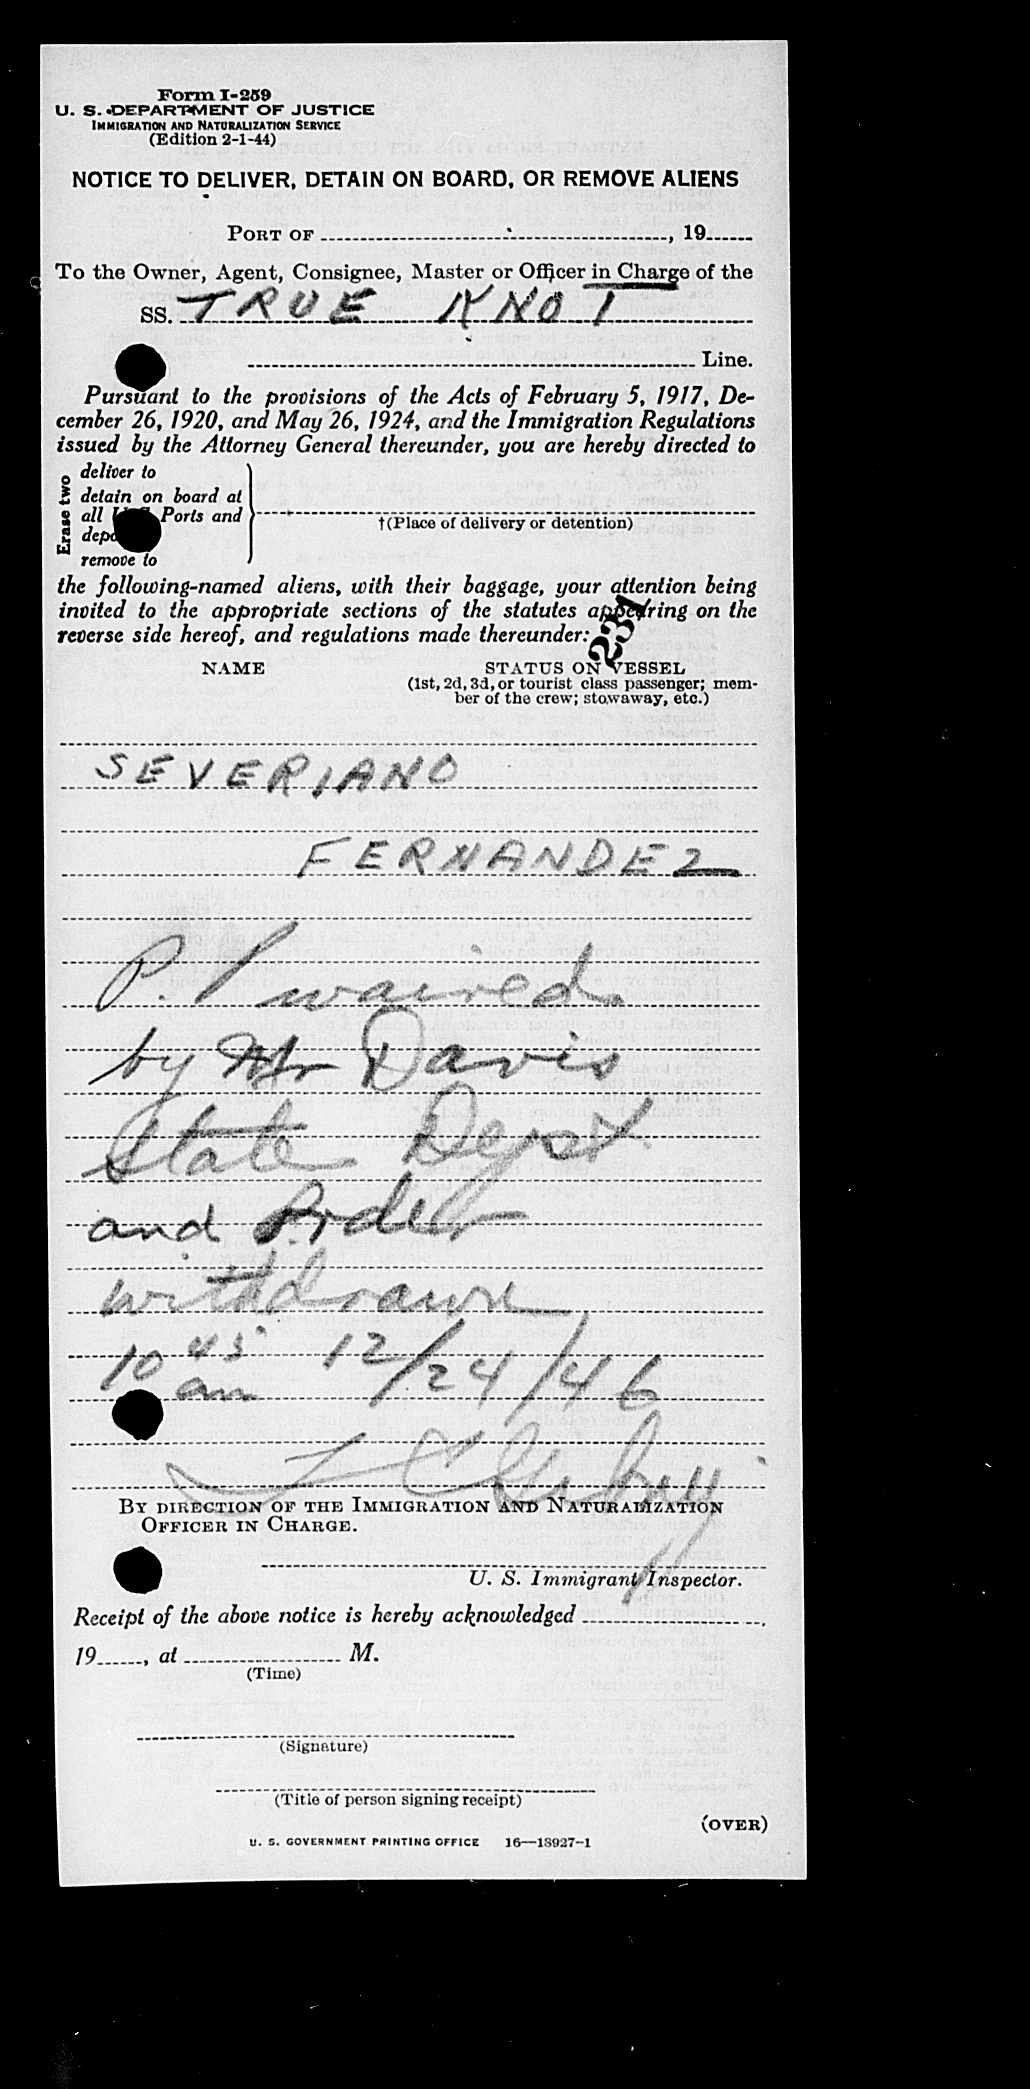 Form I-259
U. S. DEPARTMENT OF JUSTICE
IMMIGRATION AND NATURALIZATION SERVICE
(Edition 2-1-44)
NOTICE TO DELIVER, DETAIN ON BOARD, OR REMOVE ALIENS
PORT OF , 19
To the Owner, Agent, Consignee, Master or Officer in Charge of the
SS. TRUE KNOT
Line.
Pursuant to the provisions of the Acts of February 5, 1917, De-
cember 26, 1920, and May 26, 1924, and the Immigration Regulations
issued by the Attorney General thereunder, you are hereby directed to
Erase two
deliver to
detain on board at
all Ports and
remove to
†(Place of delivery or detention)
the following-named aliens, with their baggage, your attention being
invited to the appropriate sections of the statutes appearing on the
reverse side hereof, and regulations made thereunder:
231
NAME STATUS ON VESSEL
(1st, 2d, 3d, or tourist class passenger; mem-
ber of the crew; stowaway, etc.)
SEVERIANO
FERNANDEZ
P. P waived
by Mr Davis
State Dept
and Order
withdrawn
10 45 am 12/24/46
BY DIRECTION OF THE IMMIGRATION AND NATURALIZATION
OFFICER IN CHARGE.
U. S. Immigrant Inspector.
Receipt of the above notice is hereby acknowledged ,
19 , at M.
(Time)
(Signature)
(Title of person signing receipt)
(OVER)
U. S. GOVERNMENT PRINTING OFFICE 16—18927-1